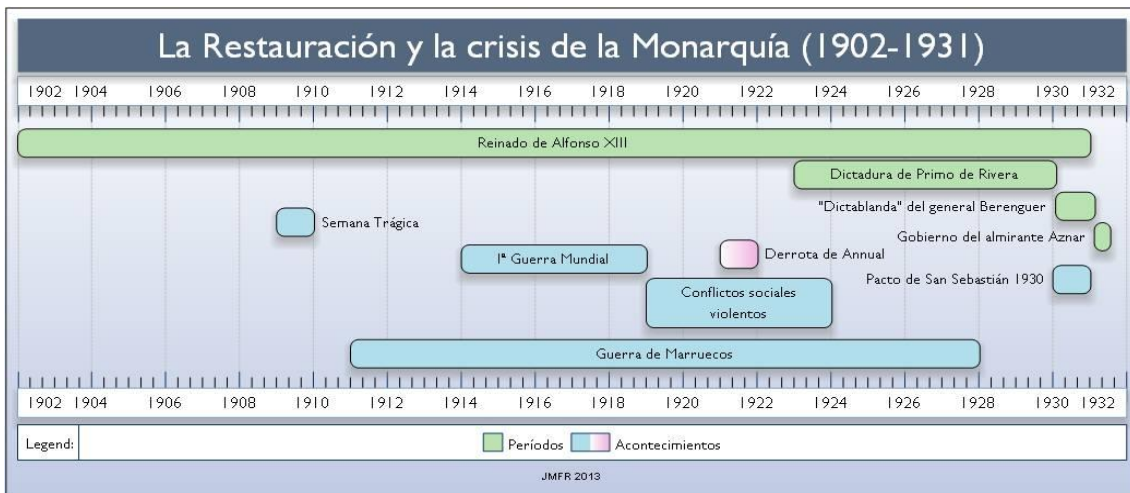 La Restauración y la crisis de la Monarquía (1902-1931)
1902 1904 1906 1908 1910 1912 1914 1916 1918 1920 1922 1924 1926 1928 1930 1932
Reinado de Alfonso XIII
Dictadura de Primo de Rivera
"Dictablanda" del general Berenguer
Semana Trágica
Gobierno del almirante Aznar
1ª Guerra Mundial
Derrota de Annual
Pacto de San Sebastián 1930
Conflictos sociales
violentos
Guerra de Marruecos
1902 1904 1906 1908 1910 1912 1914 1916 1918 1920 1922 1924 1926 1928 1930 1932
Legend: Períodos Acontecimientos
JMFR 2013